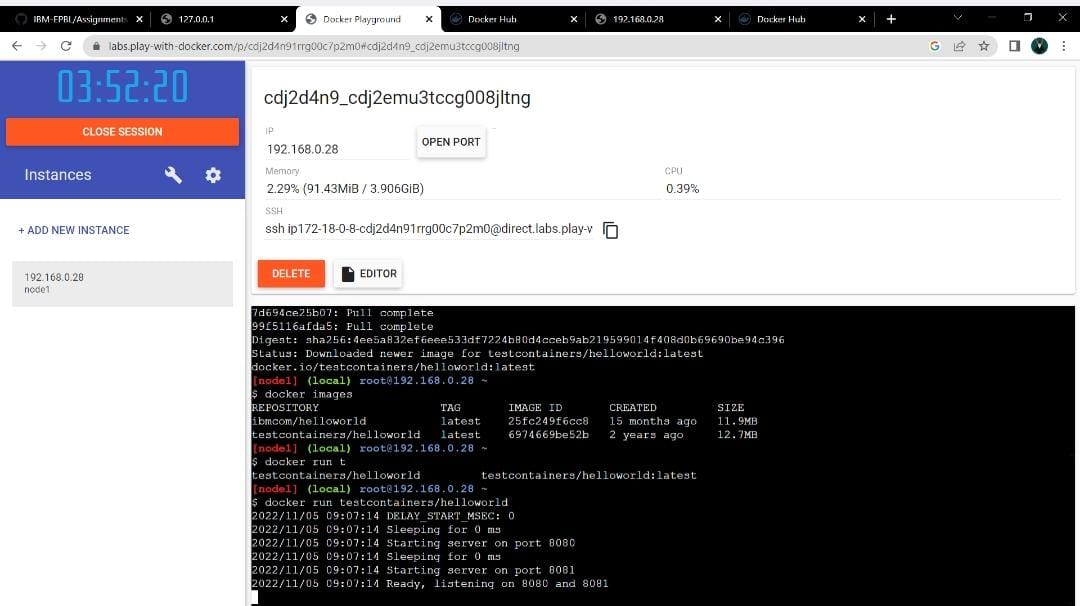 IBM-EPBL/Assignments
127.0.0.1
Docker Playground
Docker Hub
192.168.0.28
Docker Hub
labs.play-with-docker.com/p/cdj2d4n91rrg00c7p2m0#cdj2d4n9_cdj2emu3tccg008jltng
03:52:20
CLOSE SESSION
Instances
+ ADD NEW INSTANCE
192.168.0.28
node1
cdj2d4n9_cdj2emu3tccg008jltng
IP
192.168.0.28
OPEN PORT
Memory
2.29% (91.43MiB / 3.906GiB)
CPU
0.39%
SSH
ssh ip172-18-0-8-cdj2d4n91rrg00c7p2m0@direct.labs.play-v
DELETE
EDITOR
7d694ce25b07: Pull complete
99f5116afda5: Pull complete
Digest: sha256:4ee5a832ef6eee533df7224b80d4cceb9ab219599014f408d0b69690be94c396
Status: Downloaded newer image for testcontainers/helloworld:latest
docker.io/testcontainers/helloworld:latest
[node1] (local) root@192.168.0.28 ~
$ docker images
REPOSITORY TAG IMAGE ID CREATED SIZE
ibmcom/helloworld latest 25fc249f6cc8 15 months ago 11.9MB
testcontainers/helloworld latest 6974669be52b 2 years ago 12.7MB
[node1] (local) root@192.168.0.28 ~
$ docker run t
testcontainers/helloworld testcontainers/helloworld:latest
[node1] (local) root@192.168.0.28 ~
$ docker run testcontainers/helloworld
2022/11/05 09:07:14 DELAY_START_MSEC: 0
2022/11/05 09:07:14 Sleeping for 0 ms
2022/11/05 09:07:14 Starting server on port 8080
2022/11/05 09:07:14 Sleeping for 0 ms
2022/11/05 09:07:14 Starting server on port 8081
2022/11/05 09:07:14 Ready, listening on 8080 and 8081